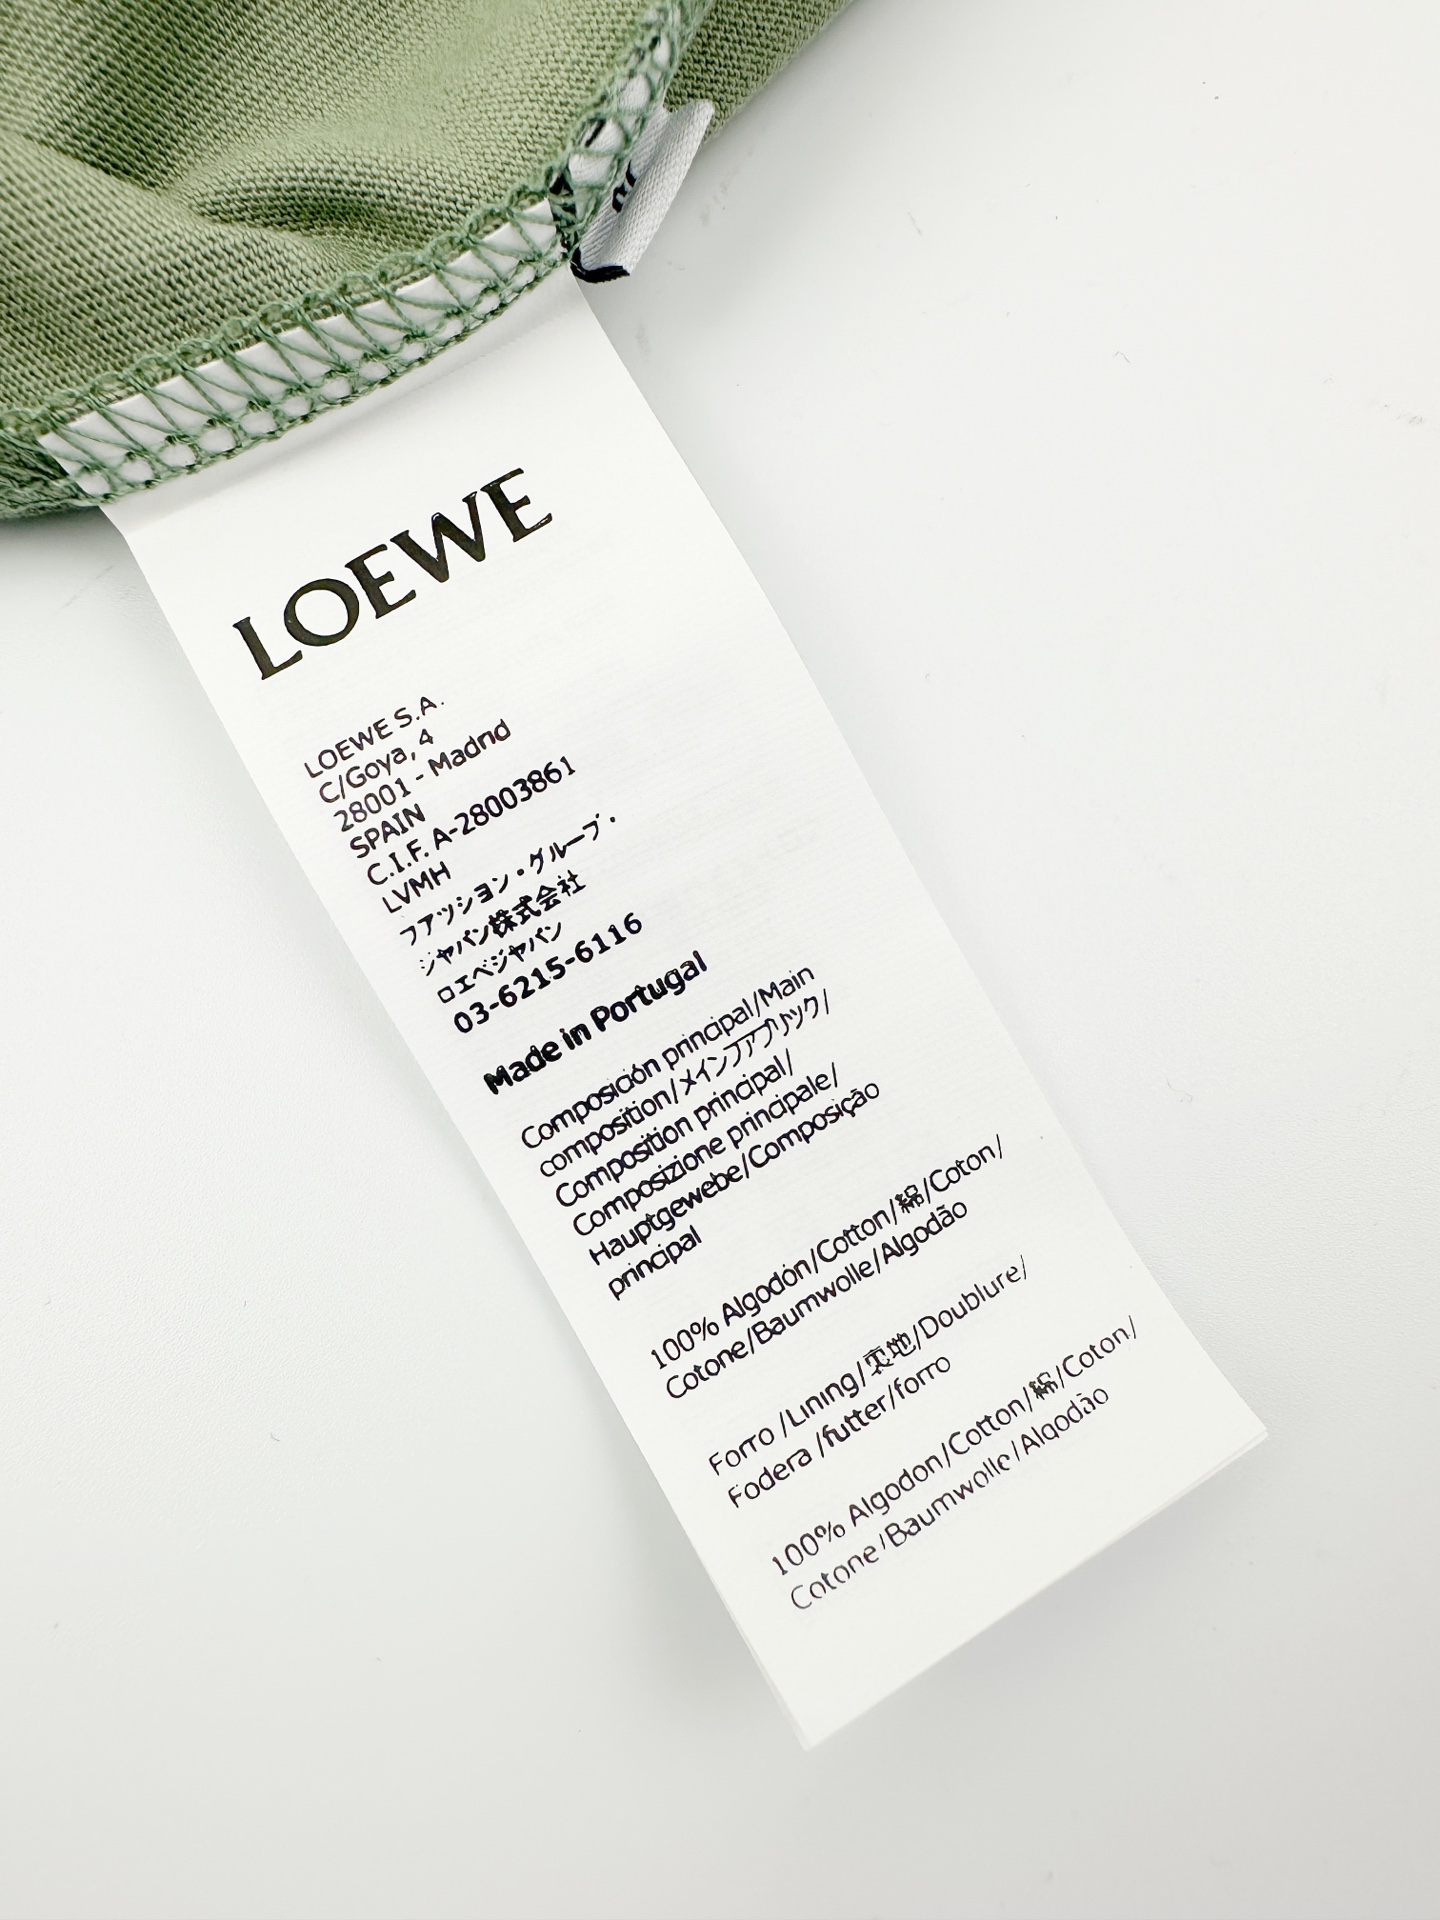 LOEWE
LOEWE S.A.
C/Goya, 4
28001 - Madrid
SPAIN
C.I.F. A-28003861
LVMH
ファッション・グループ・
ジャパン株式会社
ロエベジャパン
03-6215-6116
Made in Portugal
Composición principal/Main
composition/メインファブリック/
Composition principal/
Composizione principale/
Hauptgewebe/Composição
principal
100% Algodón/Cotton/綿/Coton/
Cotone/Baumwolle/Algodão
Forro /Lining/裏地/Doublure/
Fodera /futter/forro
100% Algodon/Cotton/綿/Coton/
Cotone/Baumwolle/Algodão